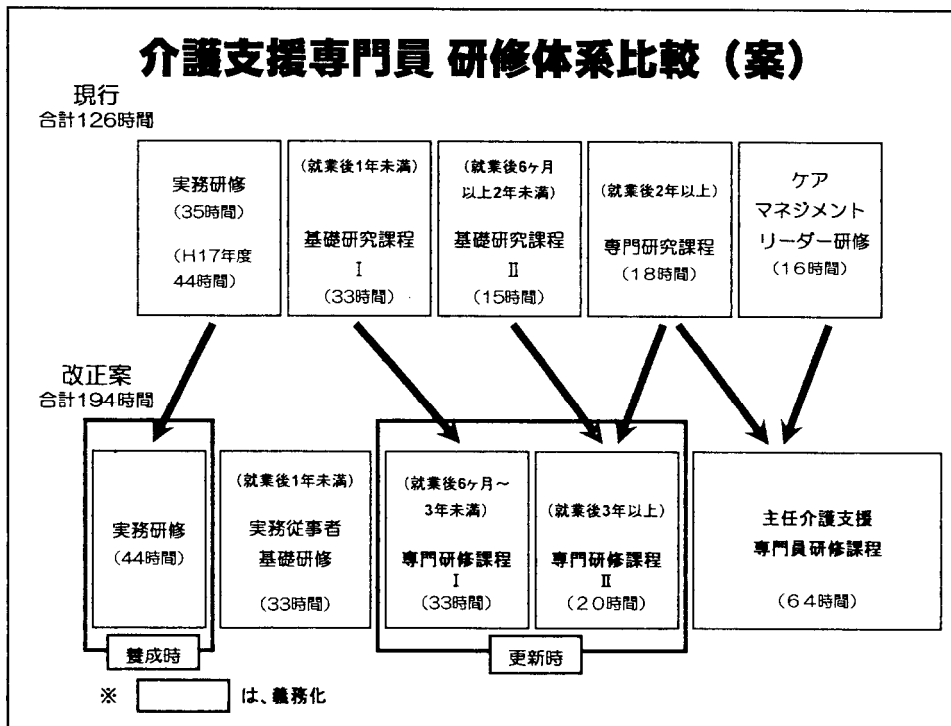 介護支援専門員 研修体系比較（案）
現行
合計126時間
実務研修
（35時間）
（H17年度
44時間）
（就業後1年未満）
基礎研究課程
Ⅰ
（33時間）
（就業後6ヶ月
以上2年未満）
基礎研究課程
Ⅱ
（15時間）
（就業後2年以上）
専門研究課程
（18時間）
ケア
マネジメント
リーダー研修
（16時間）
改正案
合計194時間
実務研修
（44時間）
養成時
（就業後1年未満）
実務従事者
基礎研修
（33時間）
（就業後6ヶ月～
3年未満）
専門研修課程
Ⅰ
（33時間）
（就業後3年以上）
専門研修課程
Ⅱ
（２０時間）
更新時
主任介護支援
専門員研修課程
（６４時間）
※ は、義務化